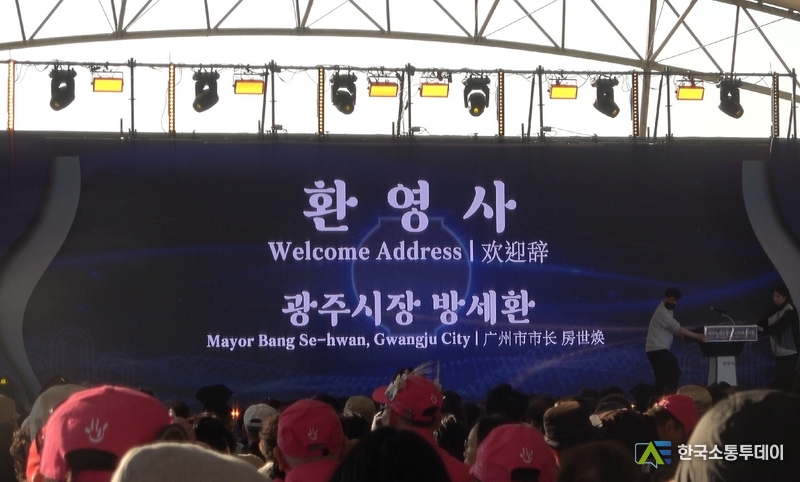 환영사
Welcome Address | 欢迎辞
광주시장 방세환
Mayor Bang Se-hwan, Gwangju City | 广州市市长 房世焕
한국소통투데이